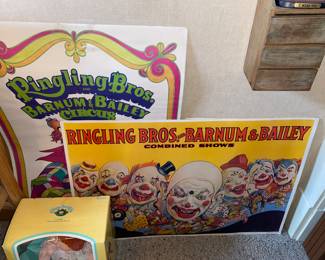 Ringling Bros.
BARNUM & BAILEY
CIRCUS
RINGLING BROS. AND BARNUM & BAILEY
COMBINED SHOWS